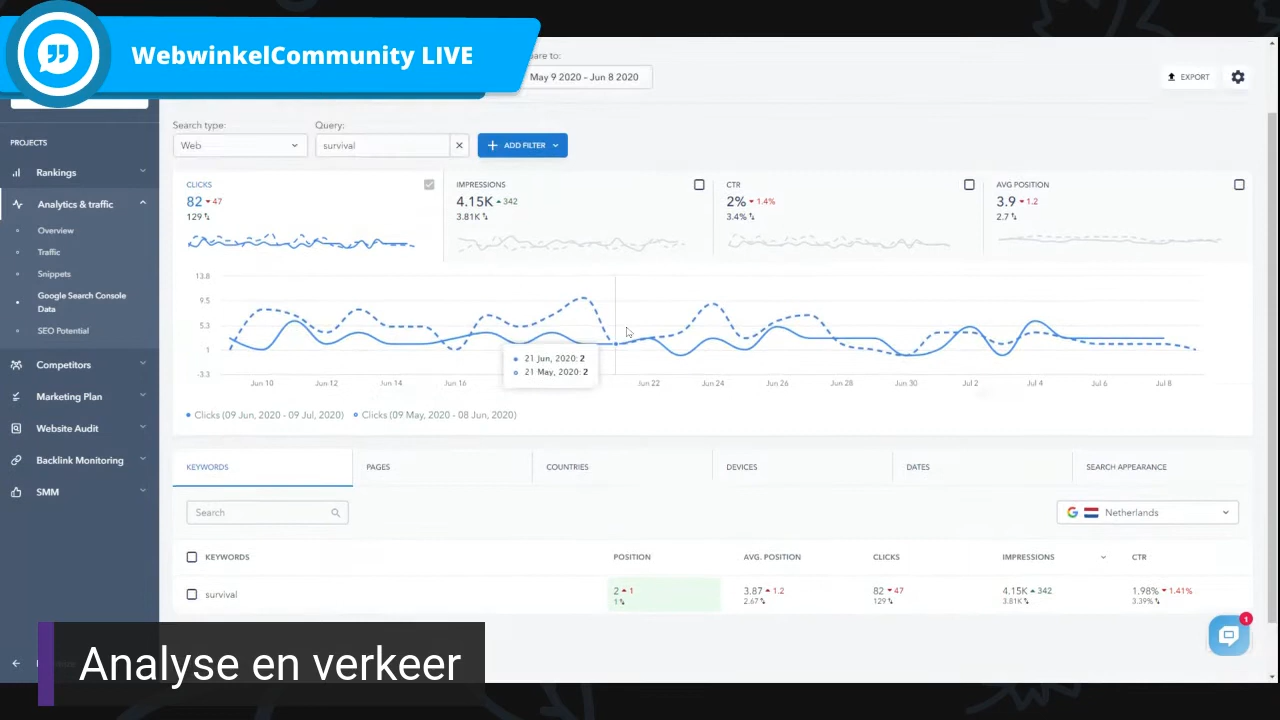 WebwinkelCommunity LIVE
May 9 2020 - Jun 8 2020
EXPORT
Search type:
Query:
Web
survival
ADD FILTER
PROJECTS
Rankings
Analytics & traffic
Overview
Traffic
Snippets
Google Search Console
Data
SEO Potential
Competitors
Marketing Plan
Website Audit
Backlink Monitoring
SMM
CLICKS
82 47
129
IMPRESSIONS
4.15K 342
3.81K
CTR
2% 1.4%
3.4%
AVG POSITION
3.9 1.2
2.7
13.8
9.5
5.3
1
-3.3
Jun 10
Jun 12
Jun 14
Jun 16
Jun 22
Jun 24
Jun 26
Jun 28
Jun 30
Jul 2
Jul 4
Jul 6
Jul 8
21 Jun, 2020: 2
21 May, 2020: 2
Clicks (09 Jun, 2020 - 09 Jul, 2020)
Clicks (09 May, 2020 - 08 Jun, 2020)
KEYWORDS
PAGES
COUNTRIES
DEVICES
DATES
SEARCH APPEARANCE
Search
Netherlands
KEYWORDS
POSITION
AVG. POSITION
CLICKS
IMPRESSIONS
CTR
survival
2 1
1
3.87 1.2
2.67
82 47
129
4.15K 342
3.81K
1.98% 1.41%
3.39%
1
Analyse en verkeer